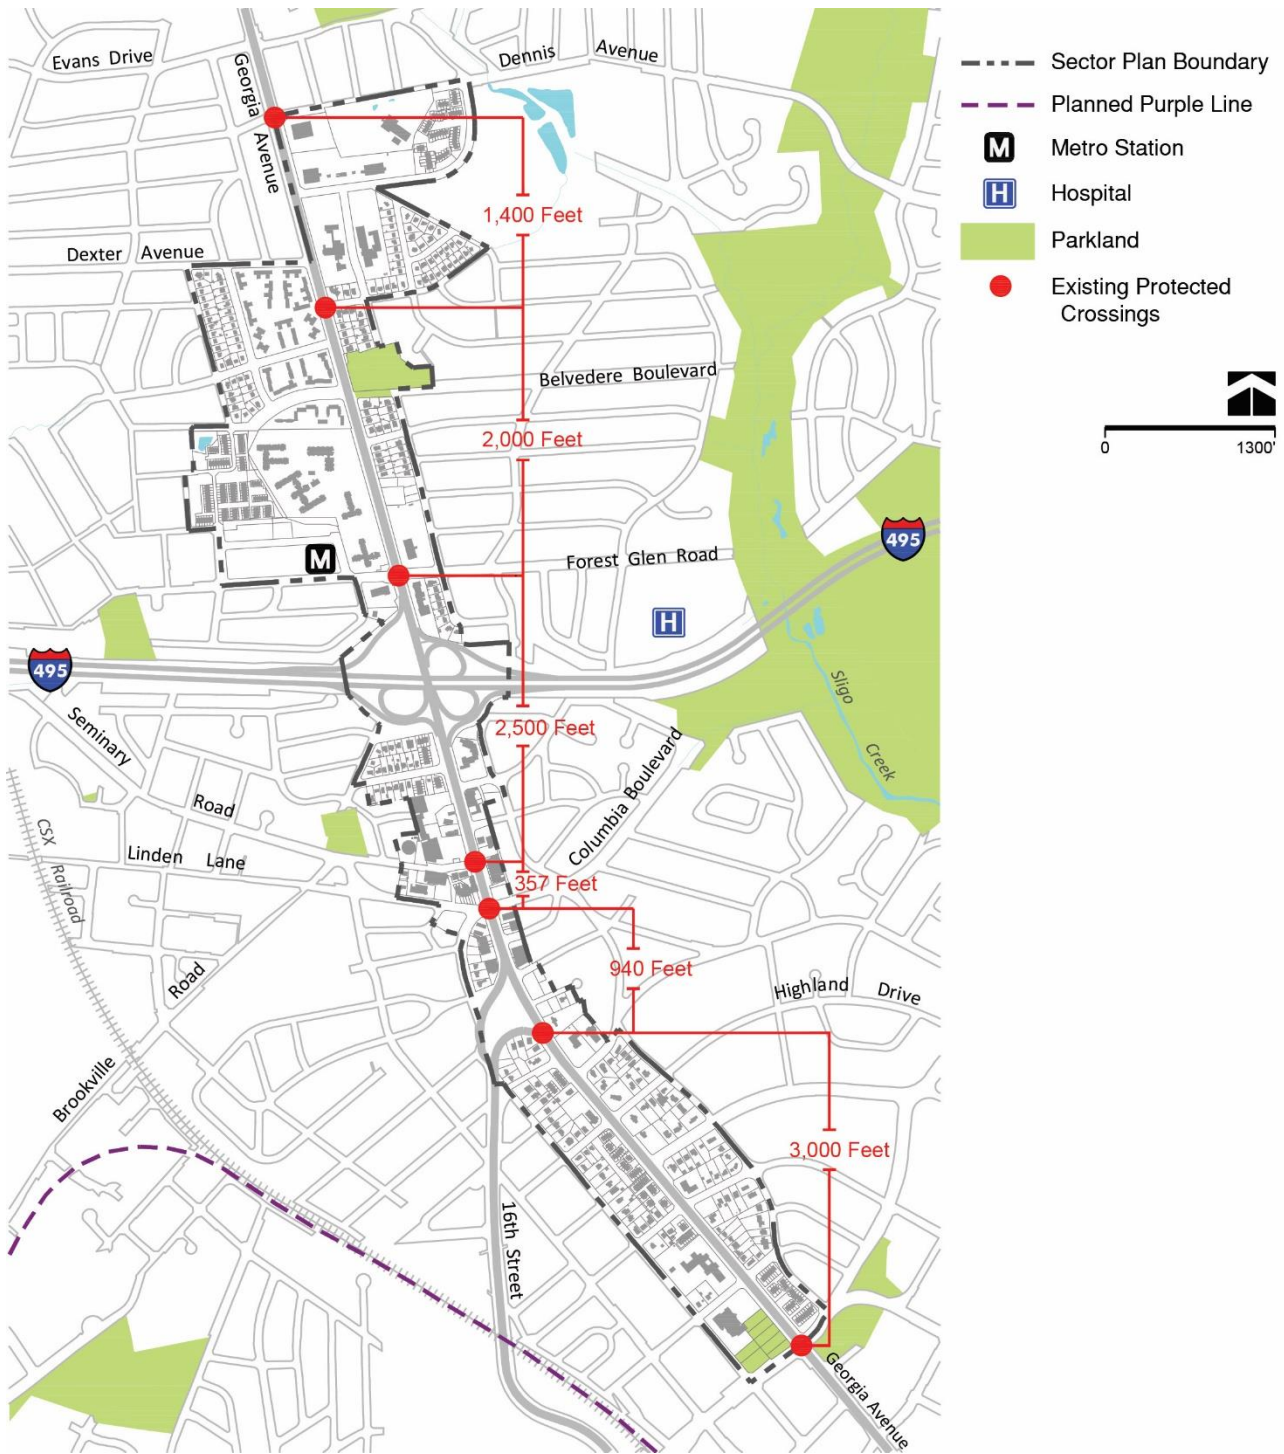 Evans Drive
Georgia
Avenue
Dennis Avenue
1,400 Feet
Dexter Avenue
Belvedere Boulevard
2,000 Feet
M
Forest Glen Road
495
H
495
Sligo
Creek
Seminary
Road
2,500 Feet
Columbia Boulevard
CSX Railroad
Linden Lane
357 Feet
Road
940 Feet
Highland Drive
Brookville
3,000 Feet
16th Street
Georgia Avenue
Sector Plan Boundary
Planned Purple Line
M
Metro Station
H
Hospital
Parkland
Existing Protected
Crossings
0 1300'